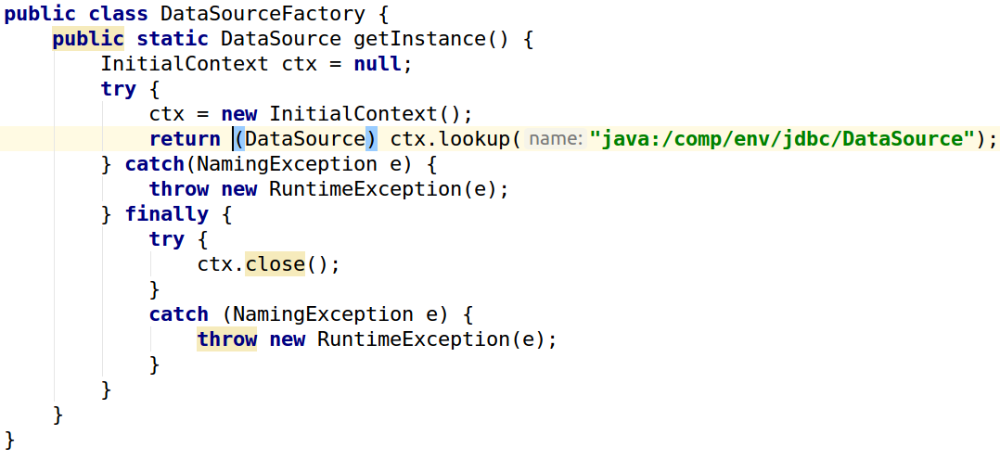 public class DataSourceFactory {
    public static DataSource getInstance() {
        InitialContext ctx = null;
        try {
            ctx = new InitialContext();
            return (DataSource) ctx.lookup( name: "java:/comp/env/jdbc/DataSource");
        } catch(NamingException e) {
            throw new RuntimeException(e);
        } finally {
            try {
                ctx.close();
            }
            catch (NamingException e) {
                throw new RuntimeException(e);
            }
        }
    }
}